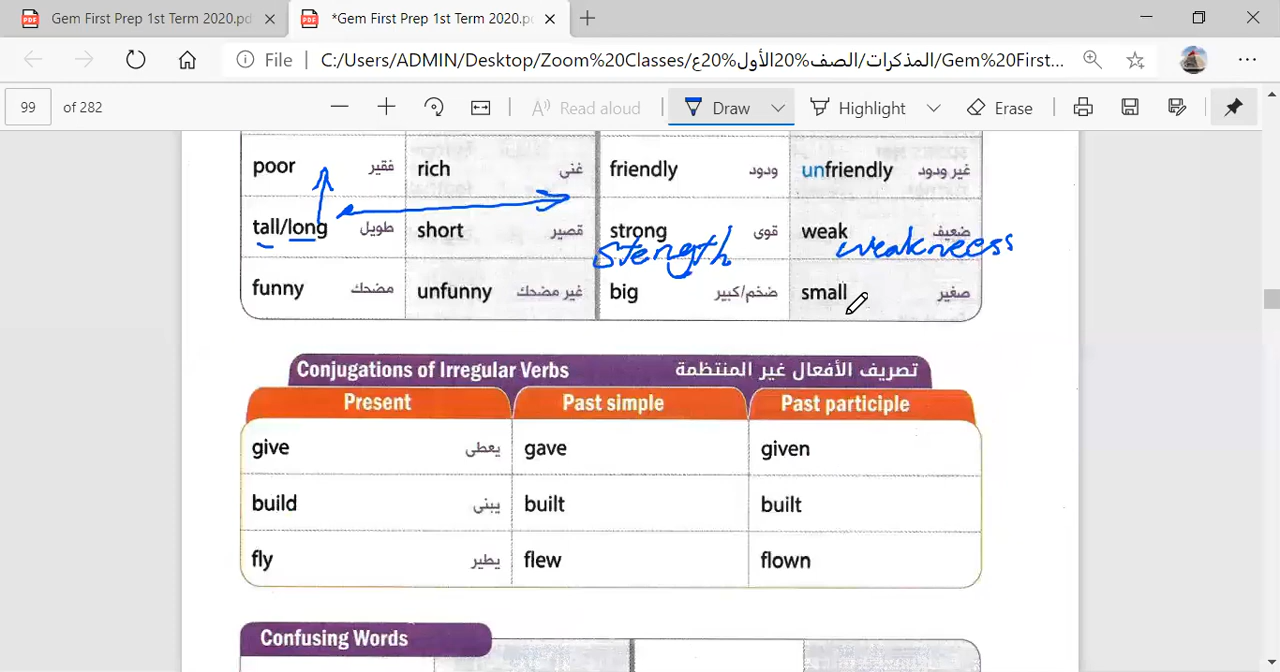 Gem First Prep 1st Term 2020.pd
*Gem First Prep 1st Term 2020.p
File C:/Users/ADMIN/Desktop/Zoom%20Classes/المذكرات/الصف%20الأول%20ع/Gem%20First...
99 of 282 Read aloud Draw Highlight Erase
poor فقير rich غنى friendly ودود unfriendly غير ودود
tall/long طويل short قصير strong قوى weak ضعيف
Stength weakneess
funny مضحك unfunny غير مضحك big ضخم/كبير small صغير
Conjugations of Irregular Verbs تصريف الأفعال غير المنتظمة
Present Past simple Past participle
give يعطى gave given
build يبنى built built
fly يطير flew flown
Confusing Words